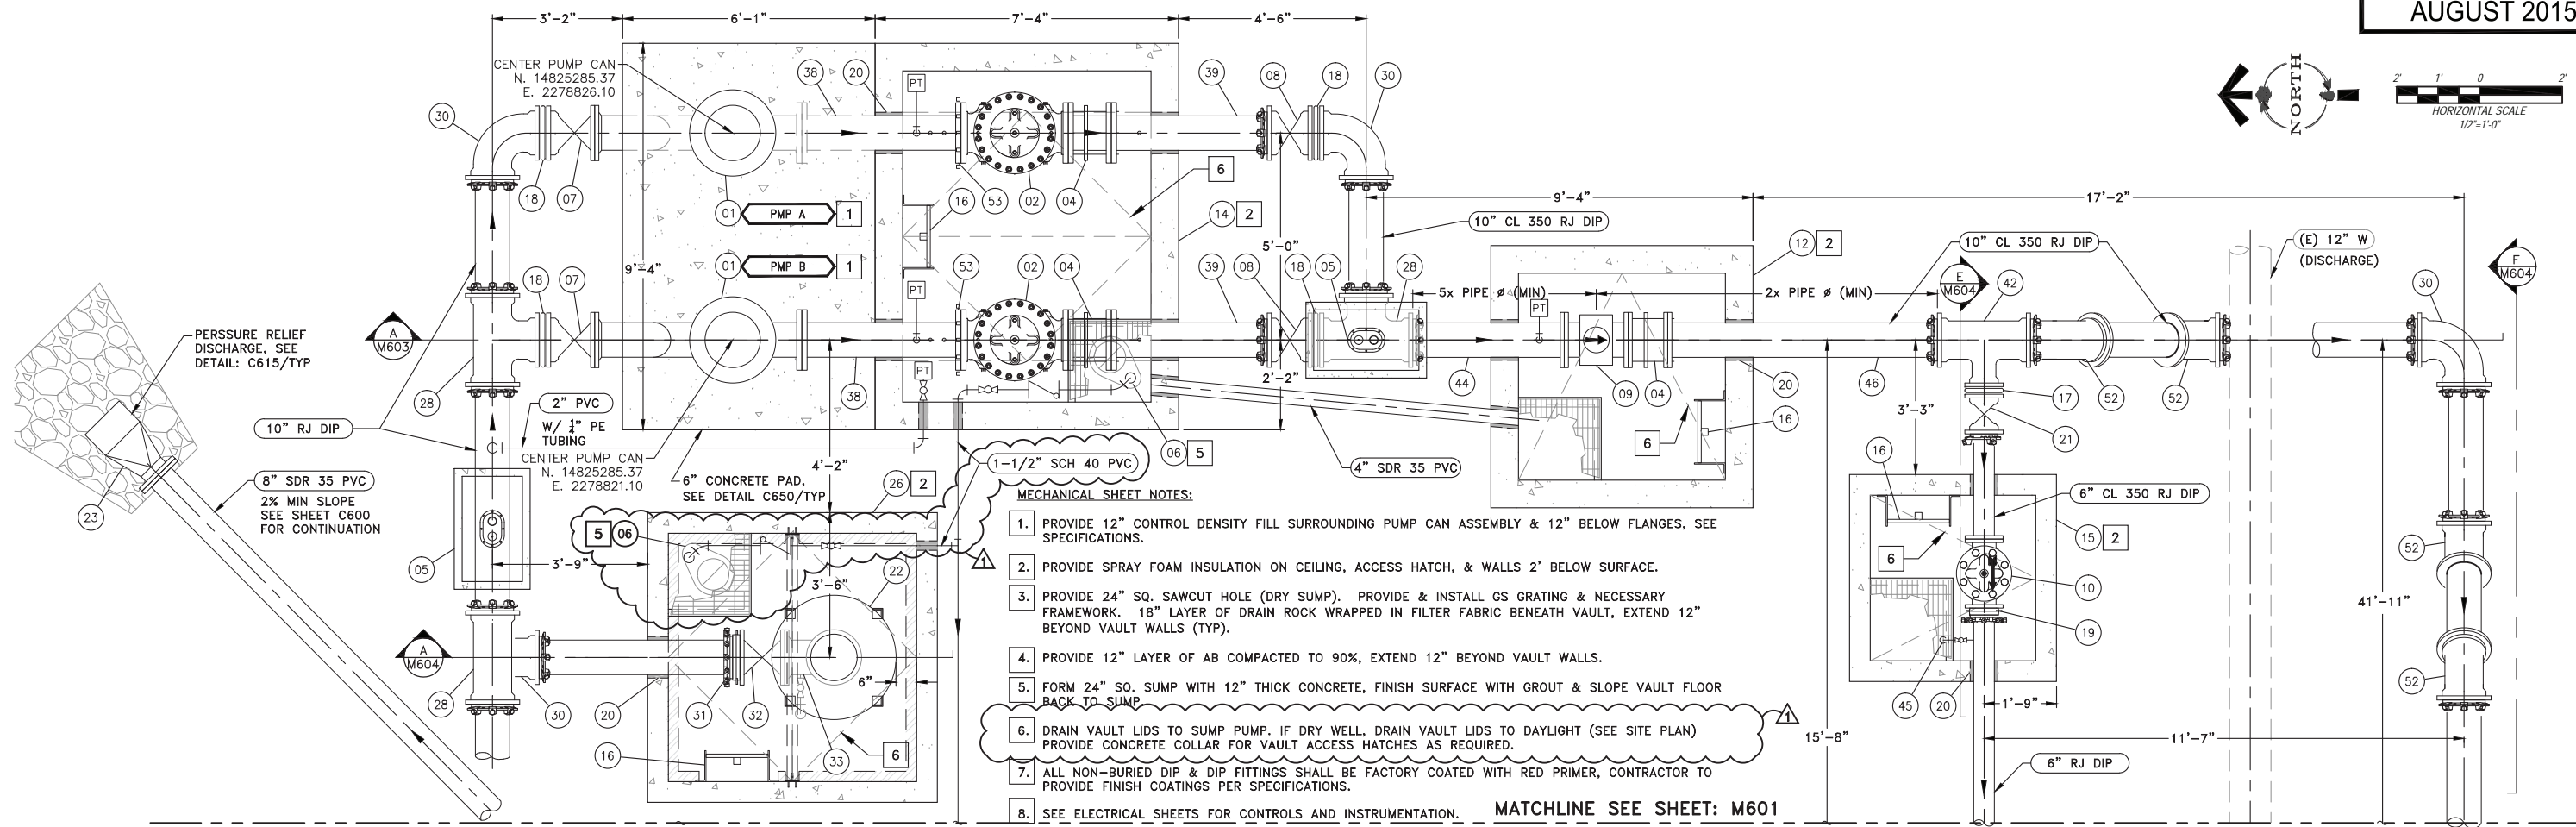 AUGUST 2015
NORTH
2' 1' 0 2'
HORIZONTAL SCALE
1/2"=1'-0"
3'-2" 6'-1" 7'-4" 4'-6"
CENTER PUMP CAN
N. 14825285.37
E. 2278826.10
38 20 PT 39 08 18 30
30
18 07
01 PMP A 1
16 53 02 04
6
14 2
9'-4" 17'-2"
10" CL 350 RJ DIP
5'-0"
12 2
10" CL 350 RJ DIP
(E) 12" W
(DISCHARGE)
F
M604
9'-4"
18 07
01 PMP B 1
PT
53 02 04
39 08 18 05 28
5x PIPE Ø (MIN)
2x PIPE Ø (MIN)
PT
E
M604
42
30
PERSSURE RELIEF
DISCHARGE, SEE
DETAIL: C615/TYP
A
M603
28
38
PT
2'-2"
44 09 04 20 46
3'-3"
17 52 52
21
16
6
10" RJ DIP
2" PVC
W/ 1/4" PE
TUBING
CENTER PUMP CAN
N. 14825285.37
E. 2278821.10
4'-2"
6" CONCRETE PAD,
SEE DETAIL C650/TYP
26 2
06 5
1-1/2" SCH 40 PVC
4" SDR 35 PVC
16
6" CL 350 RJ DIP
8" SDR 35 PVC
2% MIN SLOPE
SEE SHEET C600
FOR CONTINUATION
23
05
3'-9"
5 06
3'-6"
22
1
15 2
6
10
19
52
41'-11"
52
MECHANICAL SHEET NOTES:
1. PROVIDE 12" CONTROL DENSITY FILL SURROUNDING PUMP CAN ASSEMBLY & 12" BELOW FLANGES, SEE
SPECIFICATIONS.
2. PROVIDE SPRAY FOAM INSULATION ON CEILING, ACCESS HATCH, & WALLS 2' BELOW SURFACE.
3. PROVIDE 24" SQ. SAWCUT HOLE (DRY SUMP). PROVIDE & INSTALL GS GRATING & NECESSARY
FRAMEWORK. 18" LAYER OF DRAIN ROCK WRAPPED IN FILTER FABRIC BENEATH VAULT, EXTEND 12"
BEYOND VAULT WALLS (TYP).
4. PROVIDE 12" LAYER OF AB COMPACTED TO 90%, EXTEND 12" BEYOND VAULT WALLS.
5. FORM 24" SQ. SUMP WITH 12" THICK CONCRETE, FINISH SURFACE WITH GROUT & SLOPE VAULT FLOOR
BACK TO SUMP
6. DRAIN VAULT LIDS TO SUMP PUMP. IF DRY WELL, DRAIN VAULT LIDS TO DAYLIGHT (SEE SITE PLAN)
PROVIDE CONCRETE COLLAR FOR VAULT ACCESS HATCHES AS REQUIRED.
1
7. ALL NON-BURIED DIP & DIP FITTINGS SHALL BE FACTORY COATED WITH RED PRIMER, CONTRACTOR TO
PROVIDE FINISH COATINGS PER SPECIFICATIONS.
8. SEE ELECTRICAL SHEETS FOR CONTROLS AND INSTRUMENTATION.
A
M604
28 30 20 31 32 6"
16 33 6
45 20 1'-9"
15'-8"
11'-7"
6" RJ DIP
MATCHLINE SEE SHEET: M601